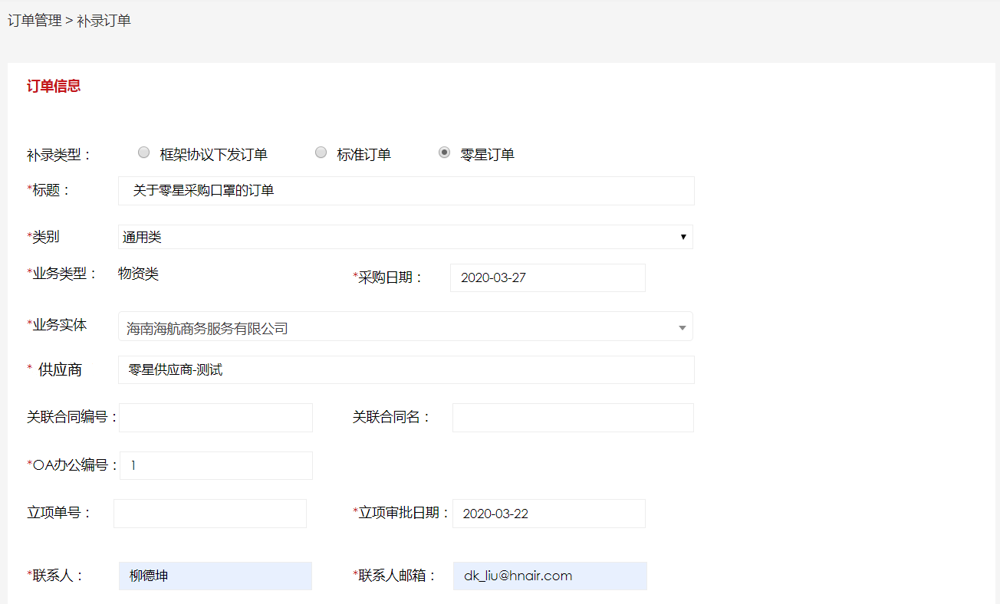 订单管理 > 补录订单
订单信息
补录类型： 框架协议下发订单 标准订单 零星订单
*标题： 关于零星采购口罩的订单
*类别 通用类
*业务类型： 物资类 *采购日期： 2020-03-27
*业务实体 海南海航商务服务有限公司
* 供应商 零星供应商-测试
关联合同编号： 关联合同名：
*OA办公编号： 1
立项单号： *立项审批日期： 2020-03-22
*联系人： 柳德坤 *联系人邮箱： dk_liu@hnair.com